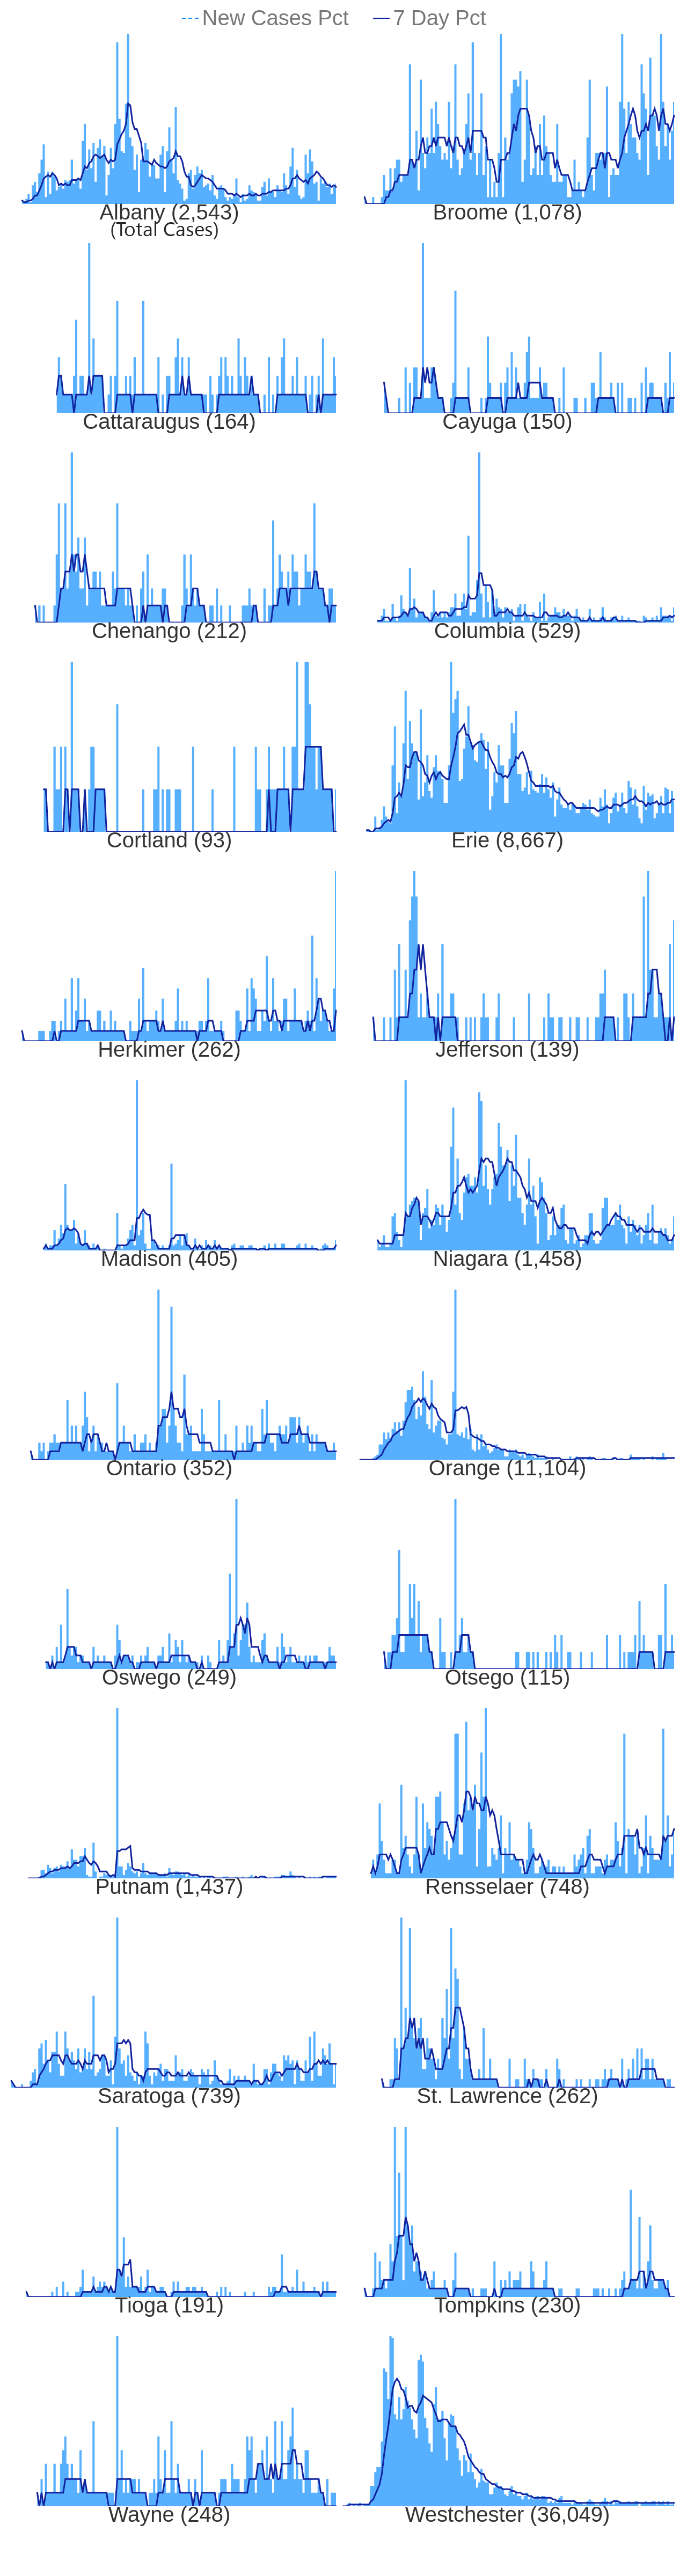 New Cases Pct 7 Day Pct
Albany (2,543) Broome (1,078)
(Total Cases)
Cattaraugus (164) Cayuga (150)
Chenango (212) Columbia (529)
Cortland (93) Erie (8,667)
Herkimer (262) Jefferson (139)
Madison (405) Niagara (1,458)
Ontario (352) Orange (11,104)
Oswego (249) Otsego (115)
Putnam (1,437) Rensselaer (748)
Saratoga (739) St. Lawrence (262)
Tioga (191) Tompkins (230)
Wayne (248) Westchester (36,049)